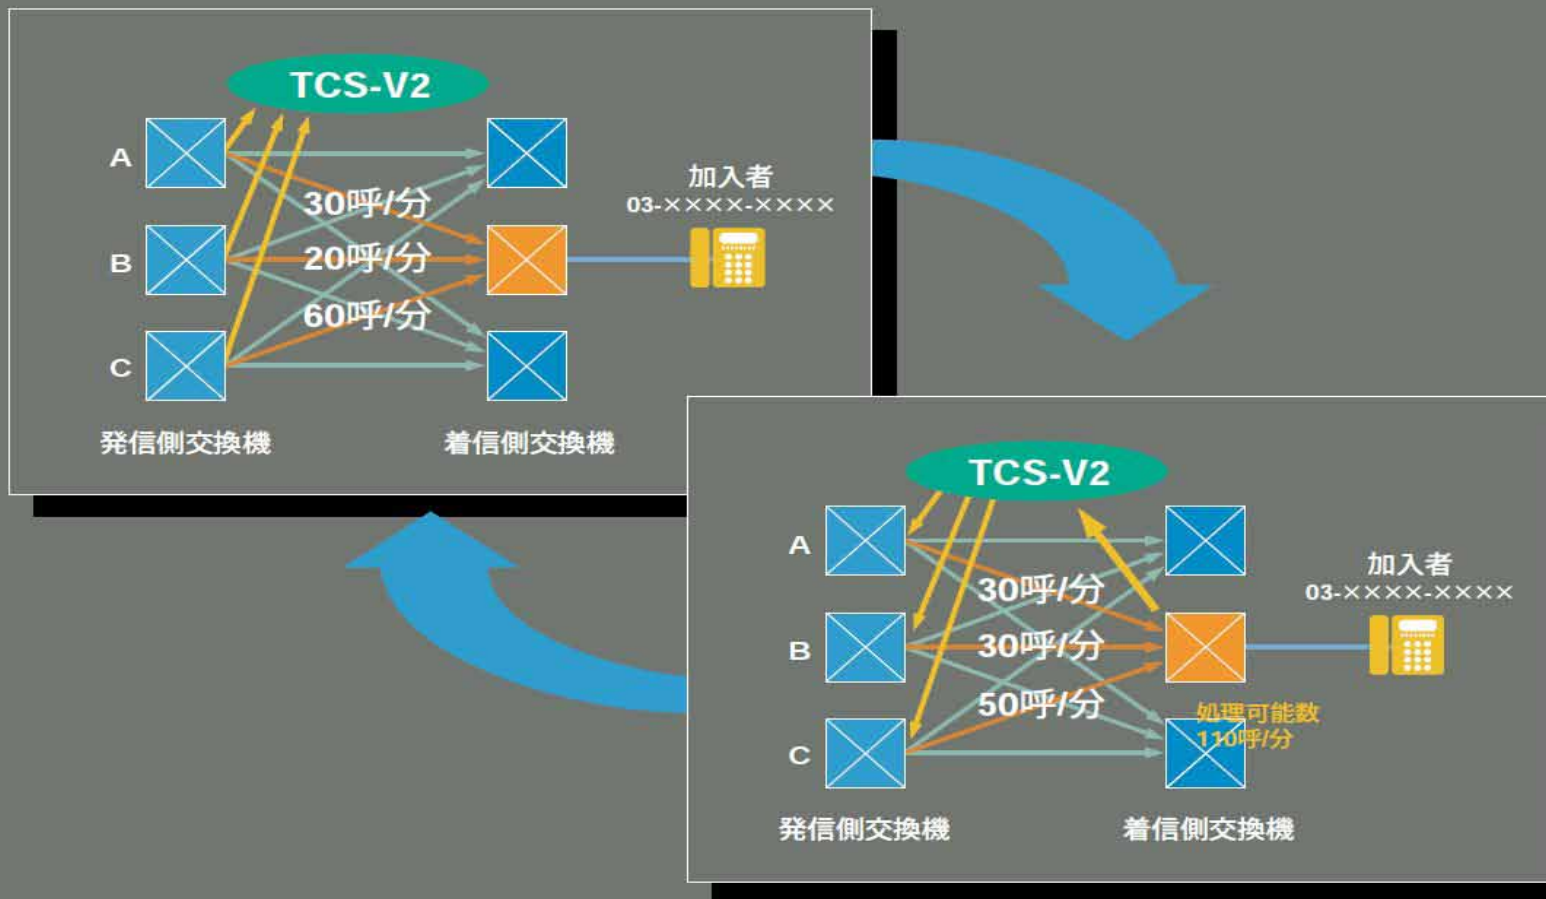 TCS-V2
A
30呼/分
加入者
03-××××-××××
B
20呼/分
60呼/分
C
発信側交換機
着信側交換機
TCS-V2
A
30呼/分
加入者
03-××××-××××
B
30呼/分
50呼/分
処理可能数
110呼/分
C
発信側交換機
着信側交換機